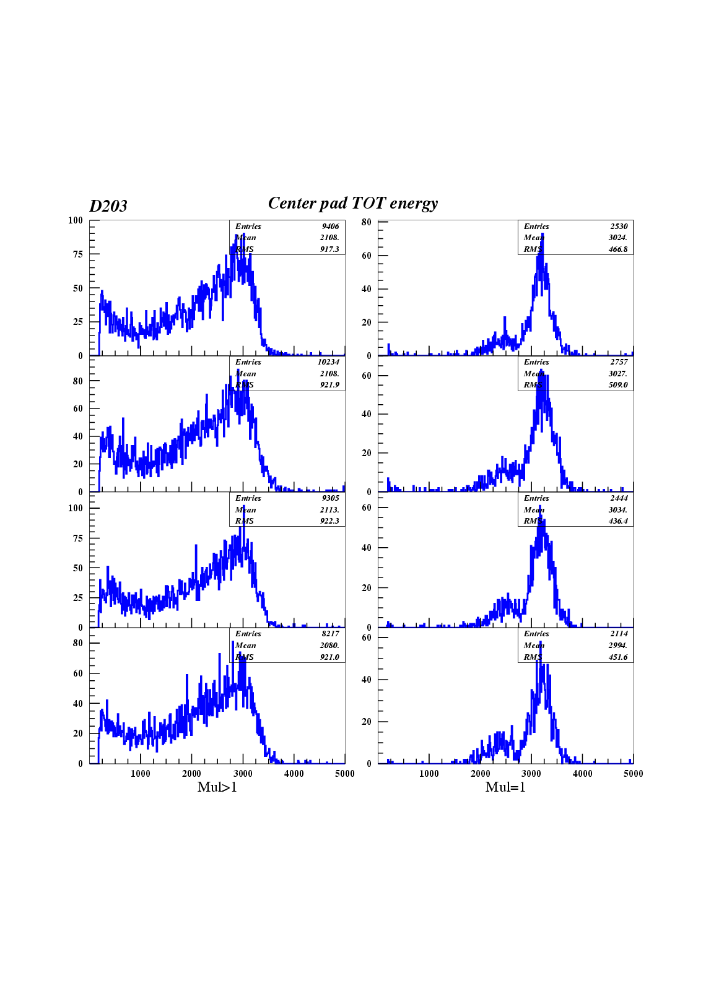 D203
Center pad TOT energy
100
75
50
25
0
Entries 9406
Mean 2108.
RMS 917.3
80
60
40
20
0
Entries 2530
Mean 3024.
RMS 466.8
80
60
40
20
0
Entries 10234
Mean 2108.
RMS 921.9
60
40
20
0
Entries 2757
Mean 3027.
RMS 509.0
100
75
50
25
0
Entries 9305
Mean 2113.
RMS 922.3
60
40
20
0
Entries 2444
Mean 3034.
RMS 436.4
80
60
40
20
0
Entries 8217
Mean 2080.
RMS 921.0
1000 2000 3000 4000 5000
Mul>1
60
40
20
0
Entries 2114
Mean 2994.
RMS 451.6
1000 2000 3000 4000 5000
Mul=1